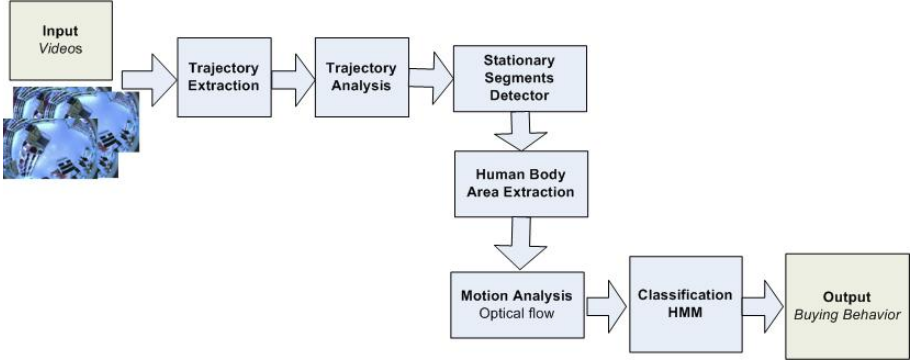 Input
Videos
Trajectory
Extraction
Trajectory
Analysis
Stationary
Segments
Detector
Human Body
Area Extraction
Motion Analysis
Optical flow
Classification
HMM
Output
Buying Behavior